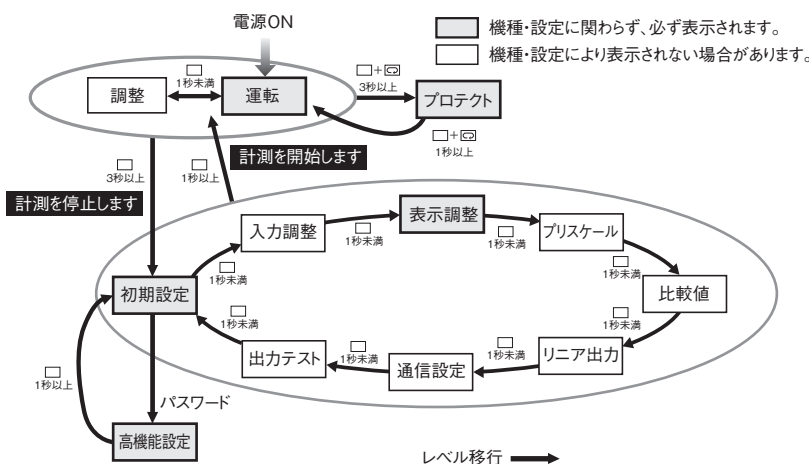 電源ON
機種・設定に関わらず、必ず表示されます。
機種・設定により表示されない場合があります。
調整
1秒未満
運転
3秒以上
プロテクト
1秒以上
計測を開始します
3秒以上
1秒以上
計測を停止します
入力調整
1秒未満
表示調整
1秒未満
プリスケール
1秒未満
1秒未満
初期設定
比較値
1秒未満
1秒未満
出力テスト
1秒未満
通信設定
1秒未満
リニア出力
1秒以上
パスワード
高機能設定
レベル移行